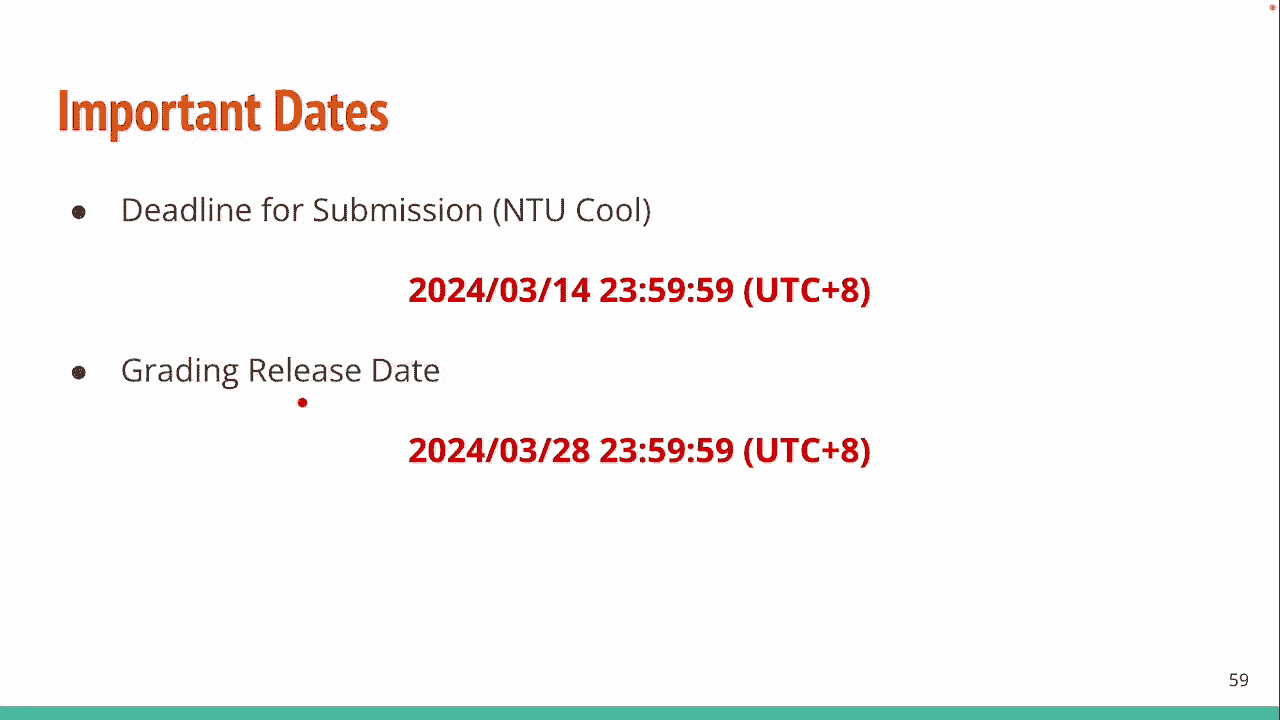 Important Dates
● Deadline for Submission (NTU Cool)
2024/03/14 23:59:59 (UTC+8)
● Grading Release Date
2024/03/28 23:59:59 (UTC+8)
59